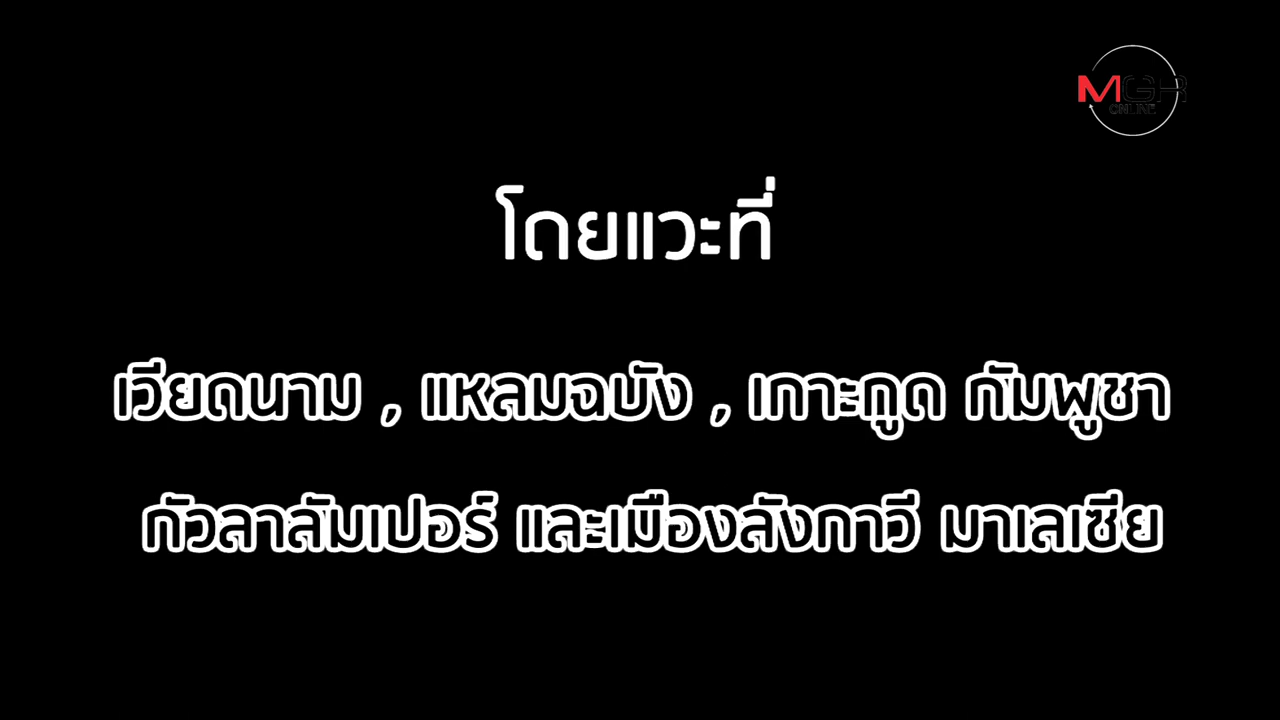 MGR
ONLINE
โดยแวะที่
เวียดนาม , แหลมฉบัง , เกาะกูด กัมพูชา
กัวลาลัมเปอร์ และเมืองลังกาวี มาเลเซีย